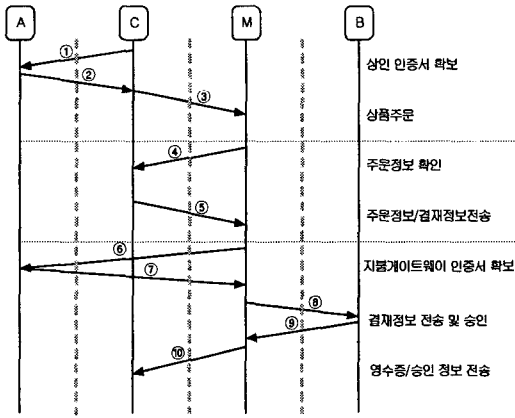 A C M B
①
② 상인 인증서 확보
③
상품주문
④
주문정보 확인
⑤ 주문정보/결재정보전송
⑥
지불게이트웨이 인증서 확보
⑦
⑧
결재정보 전송 및 승인
⑨
⑩
영수증/승인 정보 전송